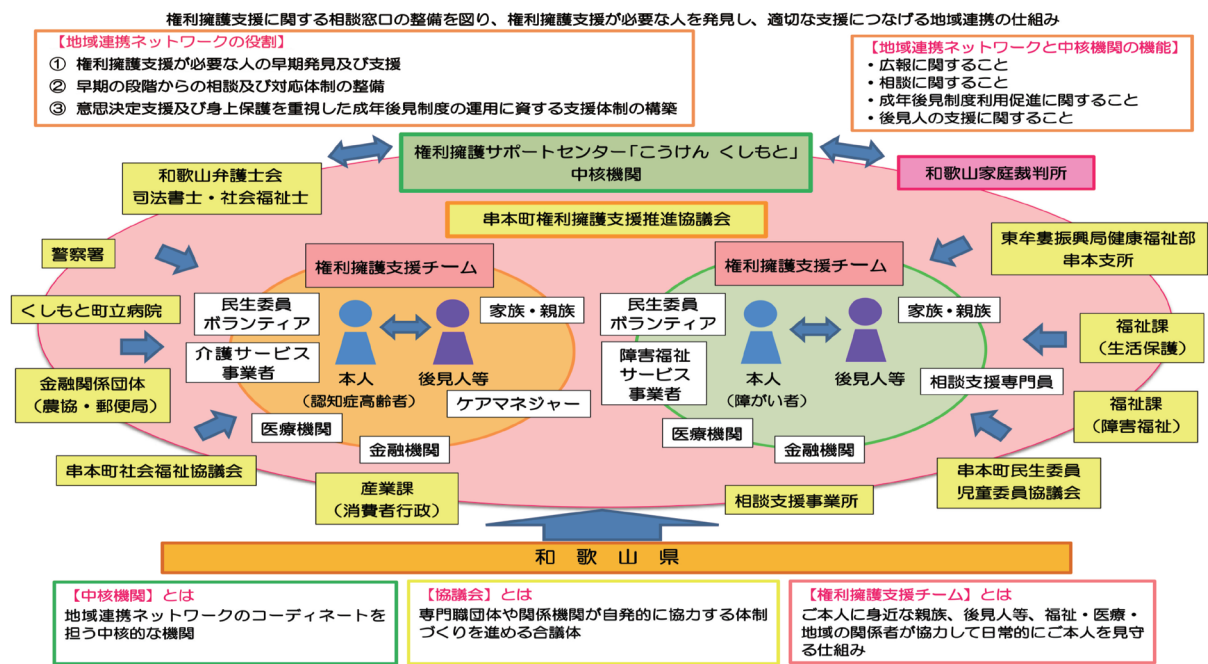 権利擁護支援に関する相談窓口の整備を図り、権利擁護支援が必要な人を発見し、適切な支援につなげる地域連携の仕組み
【地域連携ネットワークの役割】
① 権利擁護支援が必要な人の早期発見及び支援
② 早期の段階からの相談及び対応体制の整備
③ 意思決定支援及び身上保護を重視した成年後見制度の運用に資する支援体制の構築
【地域連携ネットワークと中核機関の機能】
・広報に関すること
・相談に関すること
・成年後見制度利用促進に関すること
・後見人の支援に関すること
権利擁護サポートセンター「こうけん くしもと」
中核機関
和歌山弁護士会
司法書士・社会福祉士
和歌山家庭裁判所
串本町権利擁護支援推進協議会
警察署
東牟婁振興局健康福祉部
串本支所
くしもと町立病院
福祉課
（生活保護）
金融関係団体
（農協・郵便局）
福祉課
（障害福祉）
串本町社会福祉協議会
串本町民生委員
児童委員協議会
産業課
（消費者行政）
相談支援事業所
権利擁護支援チーム
民生委員
ボランティア
家族・親族
介護サービス
事業者
本人
（認知症高齢者）
後見人等
ケアマネジャー
医療機関
金融機関
権利擁護支援チーム
民生委員
ボランティア
家族・親族
障害福祉
サービス
事業者
本人
（障がい者）
後見人等
相談支援専門員
医療機関
金融機関
和歌山県
【中核機関】とは
地域連携ネットワークのコーディネートを
担う中核的な機関
【協議会】とは
専門職団体や関係機関が自発的に協力する体制
づくりを進める合議体
【権利擁護支援チーム】とは
ご本人に身近な親族、後見人等、福祉・医療・
地域の関係者が協力して日常的にご本人を見守
る仕組み